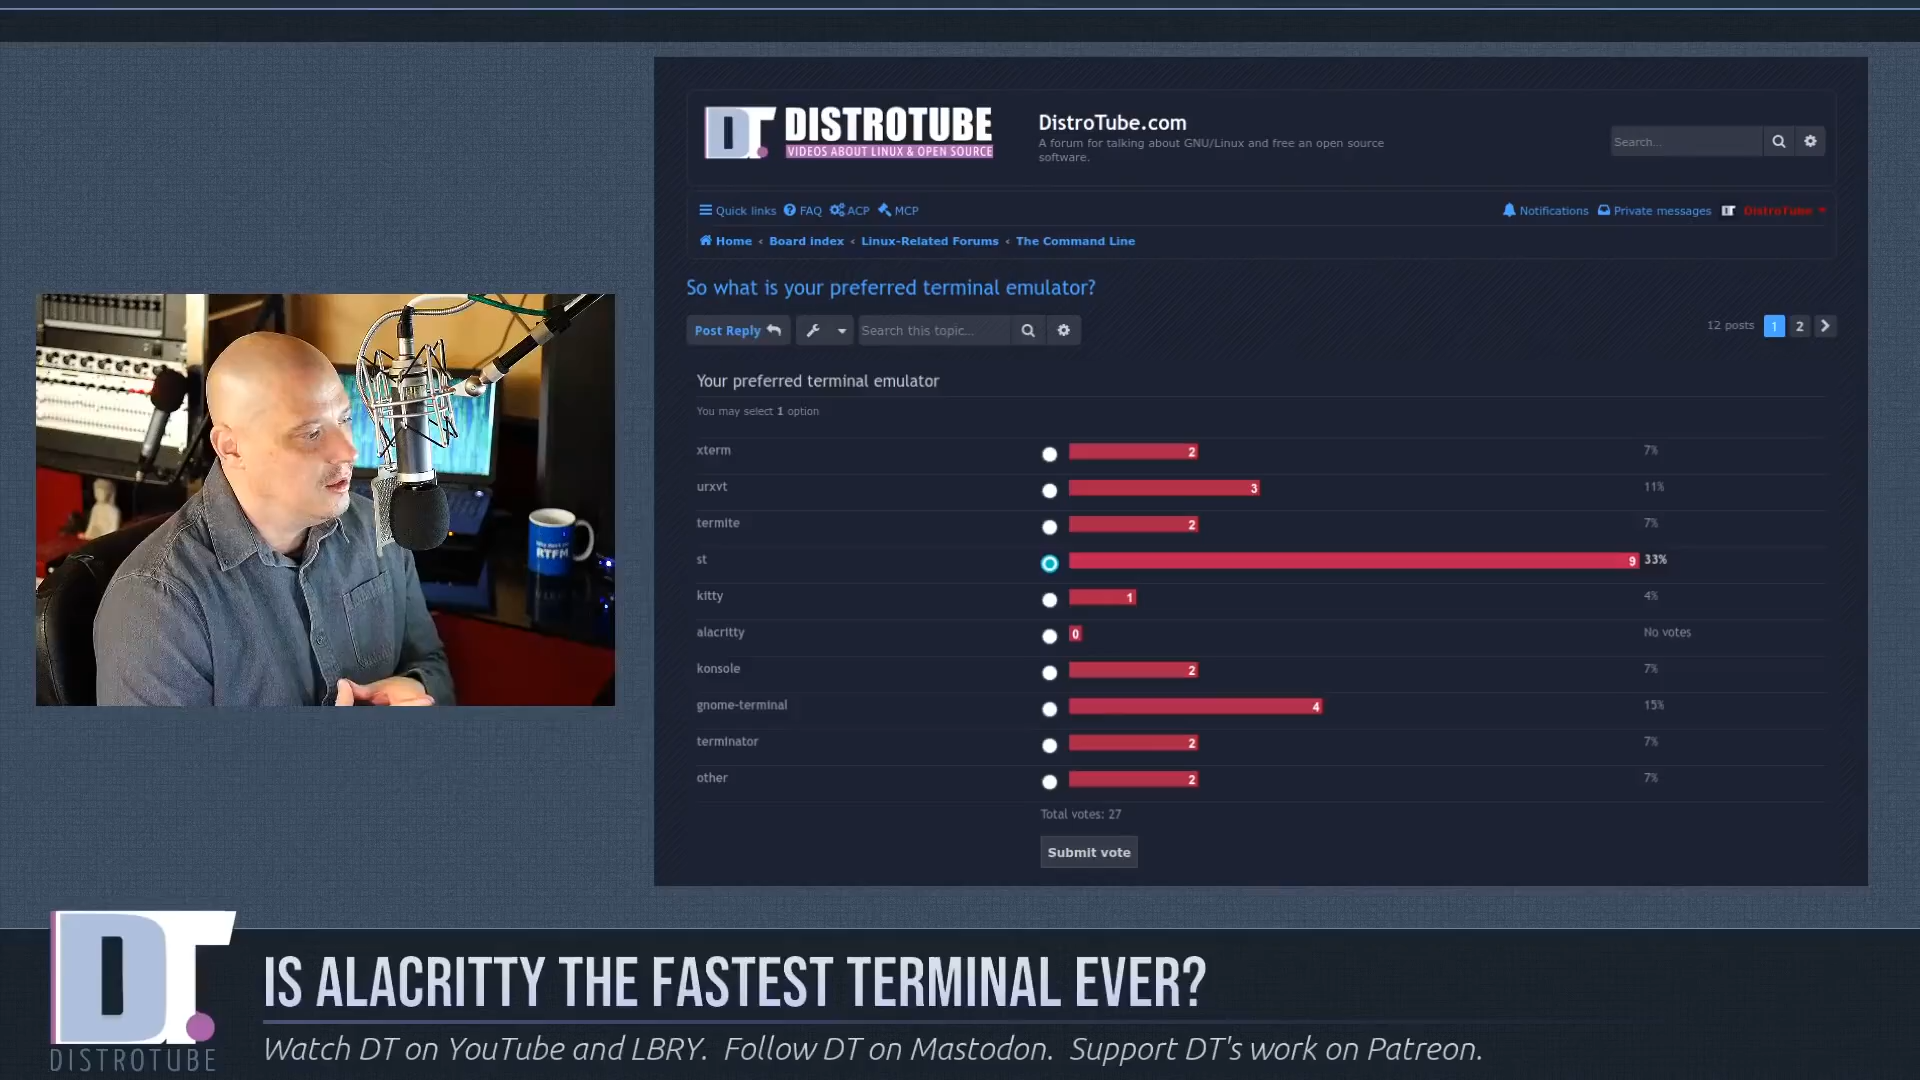 DT. DISTROTUBE
VIDEOS ABOUT LINUX & OPEN SOURCE
DistroTube.com
A forum for talking about GNU/Linux and free an open source
software.
Search...
Quick links FAQ ACP MCP
Notifications Private messages DT DistroTube
Home ‹ Board index ‹ Linux-Related Forums ‹ The Command Line
So what is your preferred terminal emulator?
Post Reply Search this topic... 12 posts 1 2
Your preferred terminal emulator
You may select 1 option
xterm 2 7%
urxvt 3 11%
termite 2 7%
st 9 33%
kitty 1 4%
alacritty 0 No votes
konsole 2 7%
gnome-terminal 4 15%
terminator 2 7%
other 2 7%
Total votes: 27
Submit vote
RTFM
DT.
DISTROTUBE
IS ALACRITTY THE FASTEST TERMINAL EVER?
Watch DT on YouTube and LBRY. Follow DT on Mastodon. Support DT's work on Patreon.